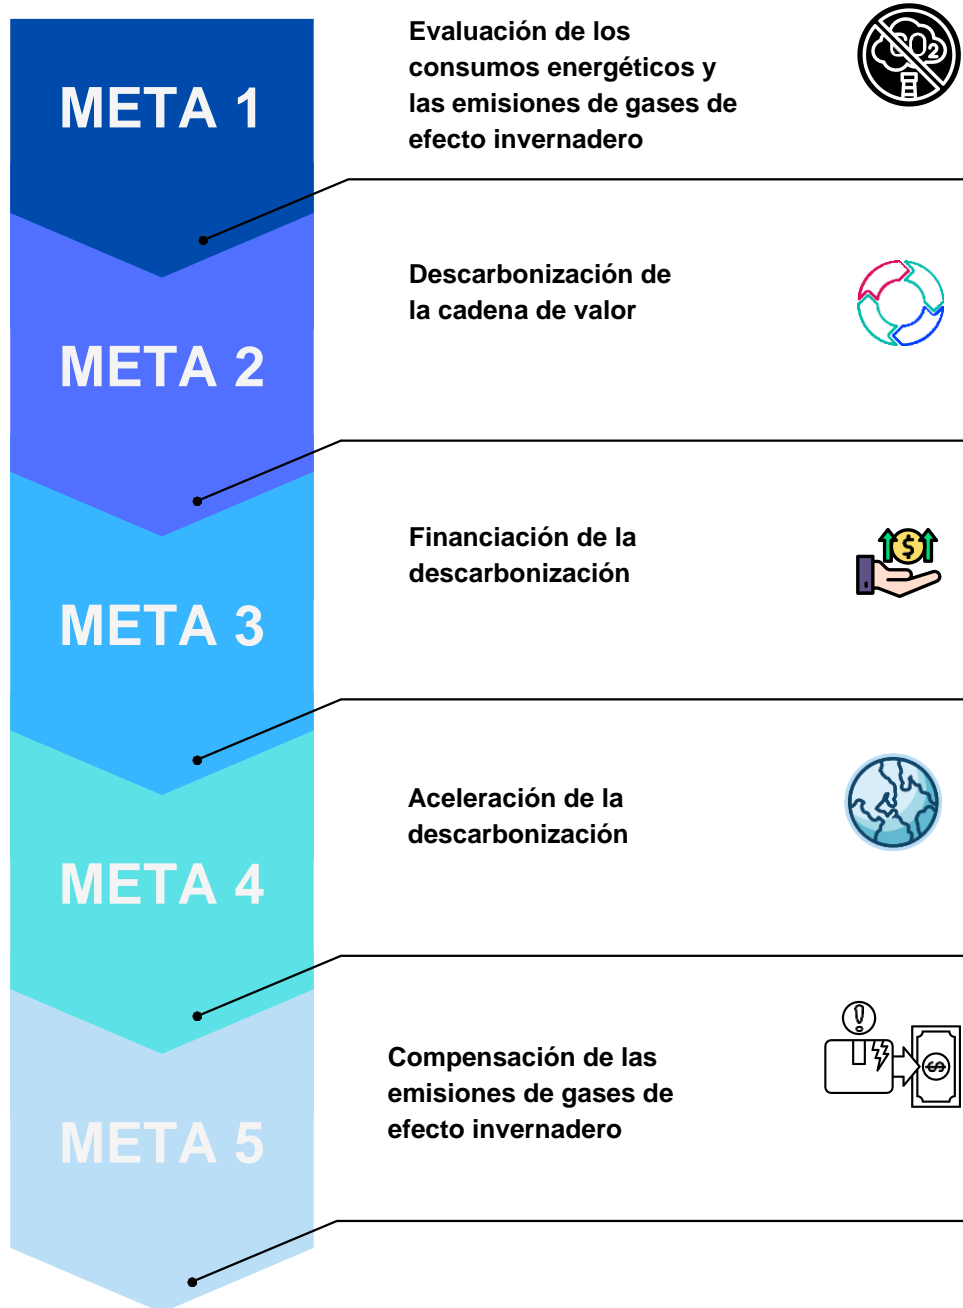 META 1
Evaluación de los
consumos energéticos y
las emisiones de gases de
efecto invernadero
CO2
META 2
Descarbonización de
la cadena de valor
META 3
Financiación de la
descarbonización
$
META 4
Aceleración de la
descarbonización
META 5
Compensación de las
emisiones de gases de
efecto invernadero
!
$